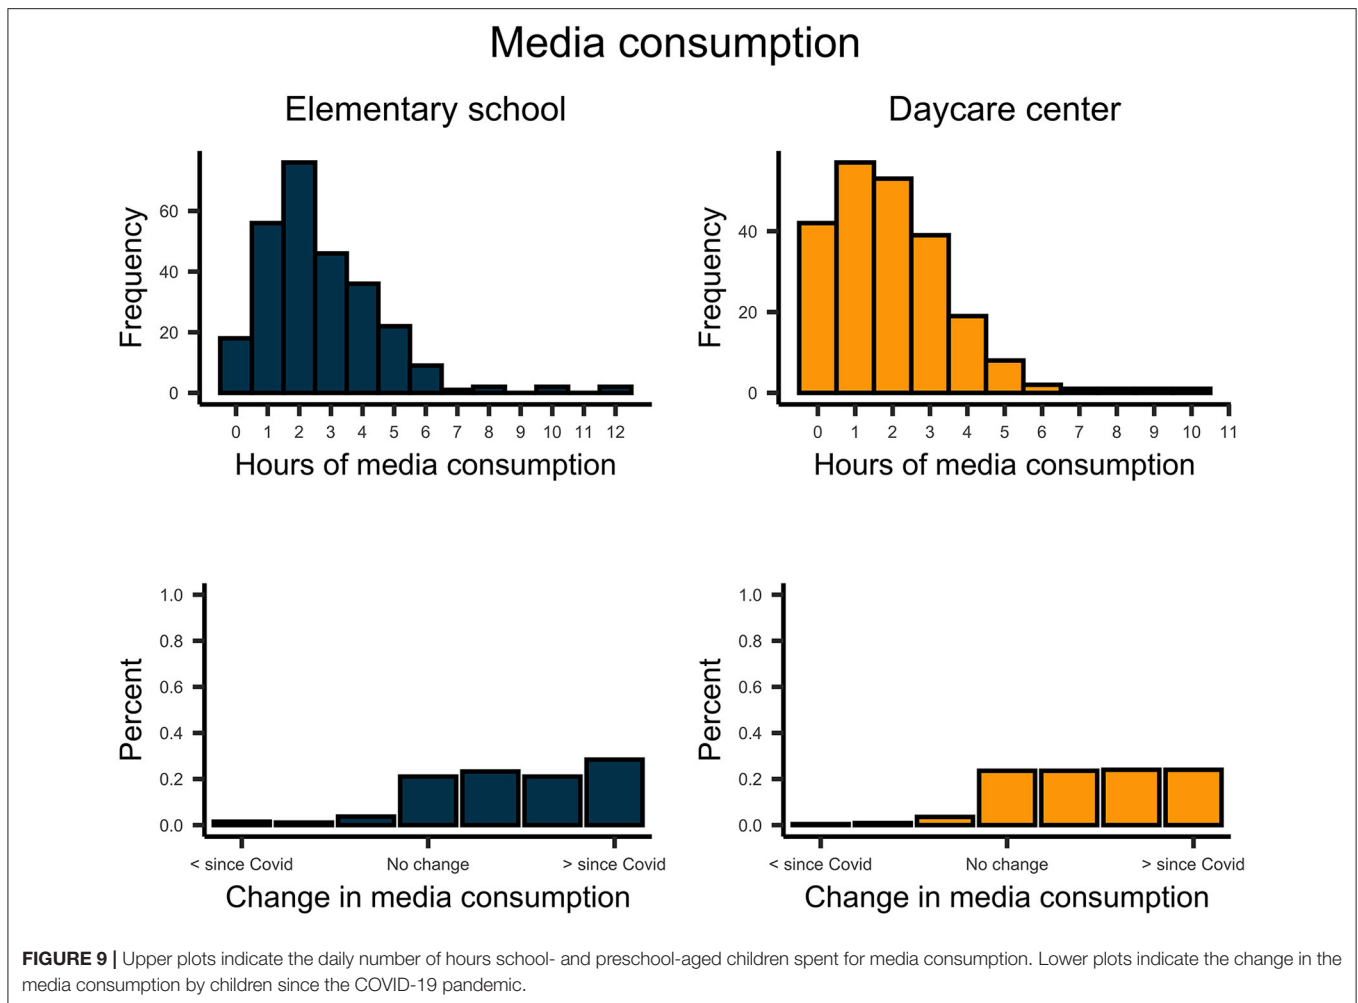 Media consumption
Elementary school
Daycare center
Frequency
60
40
20
0
0 1 2 3 4 5 6 7 8 9 10 11 12
Hours of media consumption
Frequency
40
20
0
0 1 2 3 4 5 6 7 8 9 10 11
Hours of media consumption
Percent
1.0
0.8
0.6
0.4
0.2
0.0
< since Covid No change > since Covid
Change in media consumption
Percent
1.0
0.8
0.6
0.4
0.2
0.0
< since Covid No change > since Covid
Change in media consumption
FIGURE 9 | Upper plots indicate the daily number of hours school- and preschool-aged children spent for media consumption. Lower plots indicate the change in the
media consumption by children since the COVID-19 pandemic.